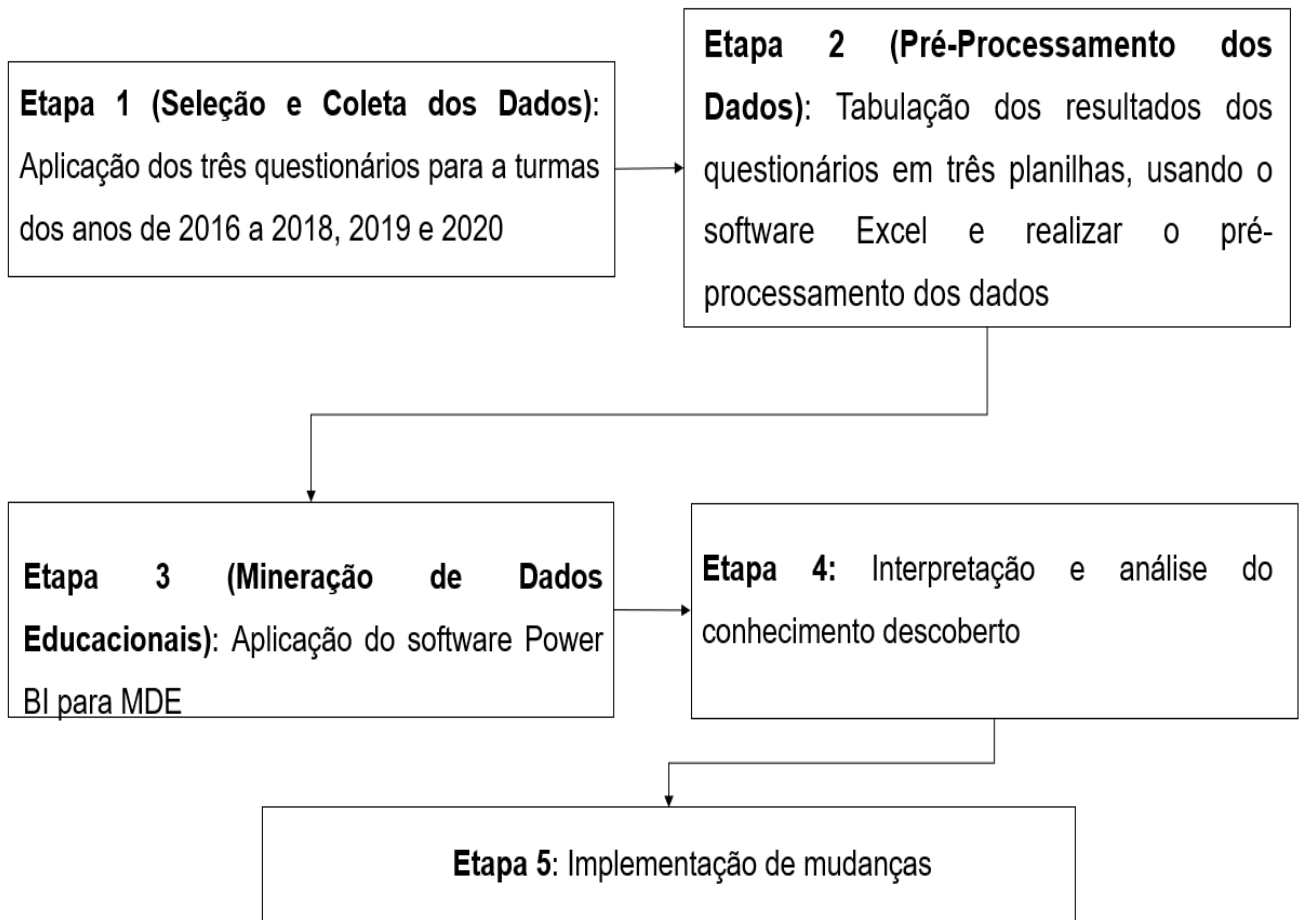 Etapa 1 (Seleção e Coleta dos Dados):
Aplicação dos três questionários para a turmas
dos anos de 2016 a 2018, 2019 e 2020
Etapa 2 (Pré-Processamento dos
Dados): Tabulação dos resultados dos
questionários em três planilhas, usando o
software Excel e realizar o pré-
processamento dos dados
Etapa 3 (Mineração de Dados
Educacionais): Aplicação do software Power
BI para MDE
Etapa 4: Interpretação e análise do
conhecimento descoberto
Etapa 5: Implementação de mudanças